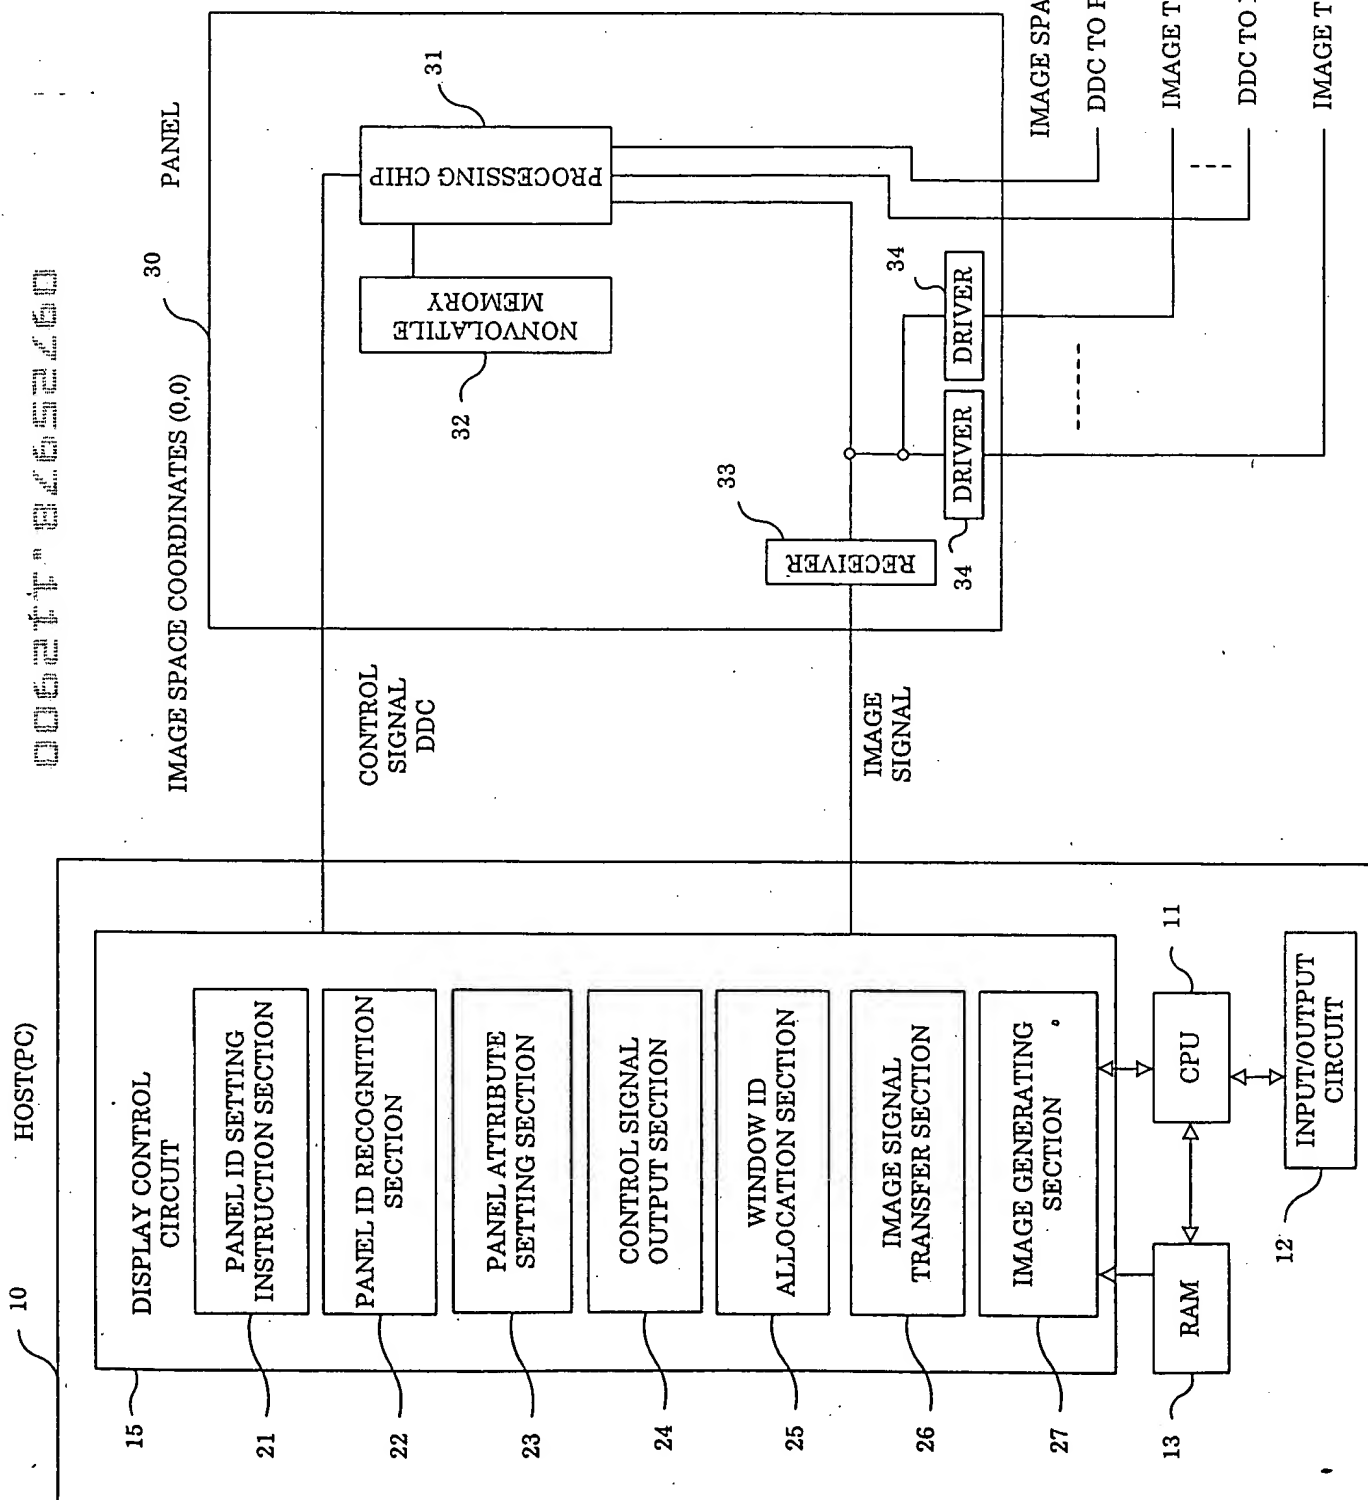 09725978.112900
10
HOST(PC)
15
DISPLAY CONTROL
CIRCUIT
21
PANEL ID SETTING
INSTRUCTION SECTION
22
PANEL ID RECOGNITION
SECTION
23
PANEL ATTRIBUTE
SETTING SECTION
24
CONTROL SIGNAL
OUTPUT SECTION
25
WINDOW ID
ALLOCATION SECTION
26
IMAGE SIGNAL
TRANSFER SECTION
27
IMAGE GENERATING
SECTION
13
RAM
CPU
11
12
INPUT/OUTPUT
CIRCUIT
CONTROL
SIGNAL
DDC
IMAGE
SIGNAL
IMAGE SPACE COORDINATES (0,0)
30
PANEL
31
PROCESSING CHIP
32
NONVOLATILE
MEMORY
33
RECEIVER
34
DRIVER
34
DRIVER
IMAGE
DDC TO
IMAGE
DDC TO
IMAGE